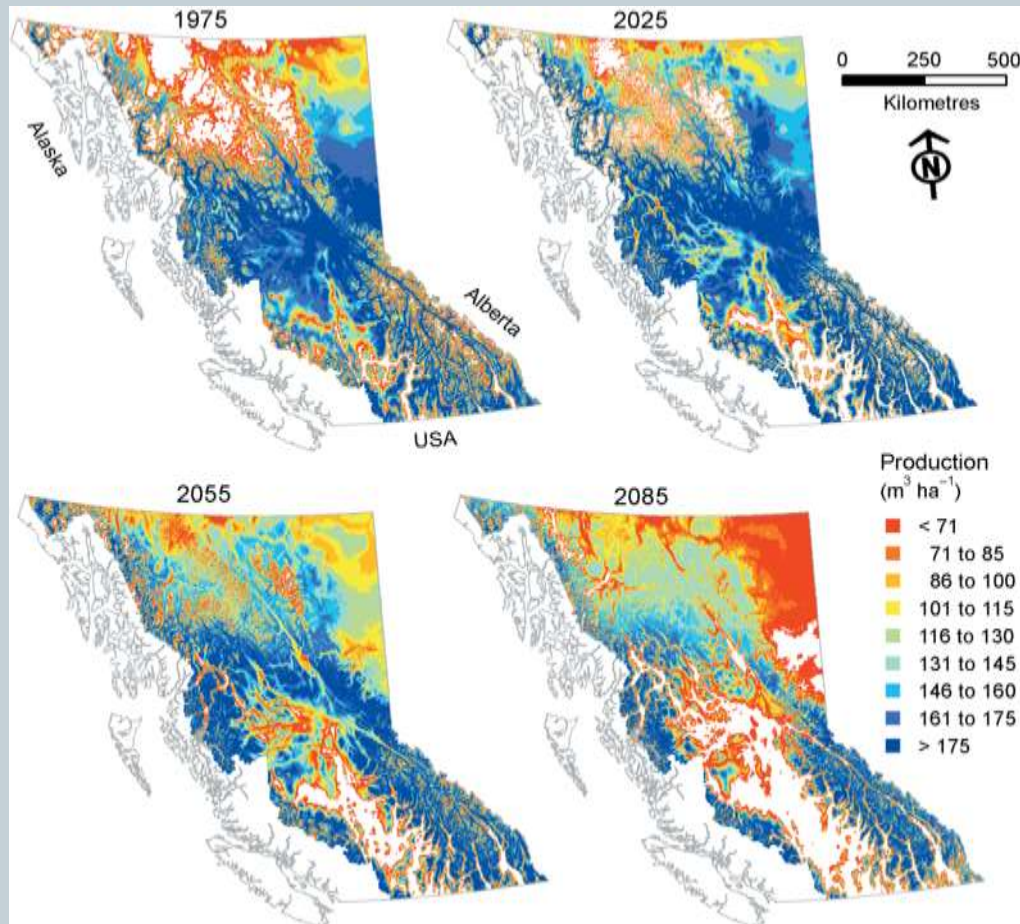 1975
2025
0 250 500
Kilometres
N
Alaska
Alberta
USA
2055
2085
Production
(m³ ha⁻¹)
< 71
71 to 85
86 to 100
101 to 115
116 to 130
131 to 145
146 to 160
161 to 175
> 175